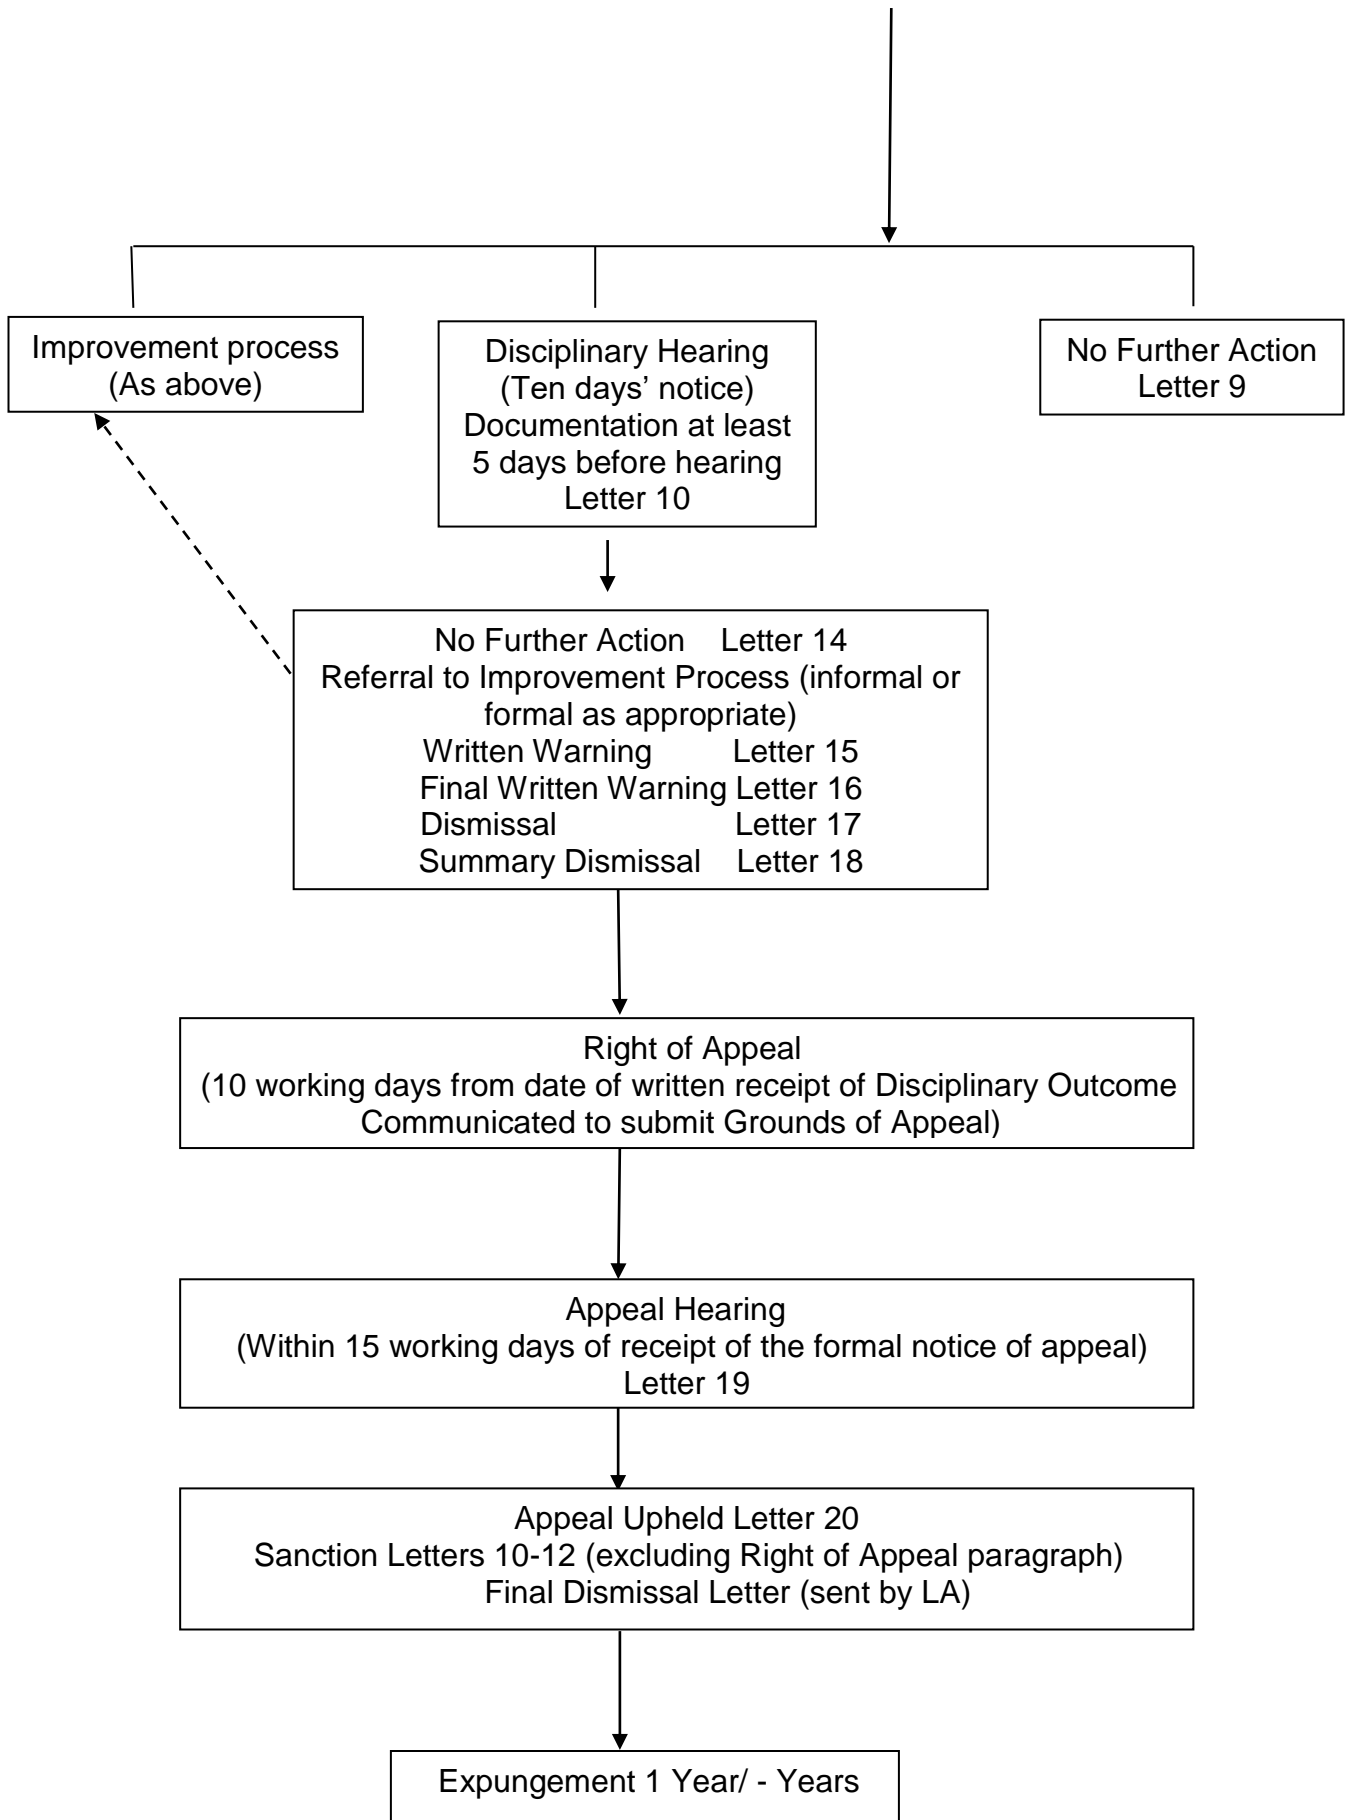 Improvement process
(As above)
Disciplinary Hearing
(Ten days’ notice)
Documentation at least
5 days before hearing
Letter 10
No Further Action
Letter 9
No Further Action Letter 14
Referral to Improvement Process (informal or
formal as appropriate)
Written Warning Letter 15
Final Written Warning Letter 16
Dismissal Letter 17
Summary Dismissal Letter 18
Right of Appeal
(10 working days from date of written receipt of Disciplinary Outcome
Communicated to submit Grounds of Appeal)
Appeal Hearing
(Within 15 working days of receipt of the formal notice of appeal)
Letter 19
Appeal Upheld Letter 20
Sanction Letters 10-12 (excluding Right of Appeal paragraph)
Final Dismissal Letter (sent by LA)
Expungement 1 Year/ - Years